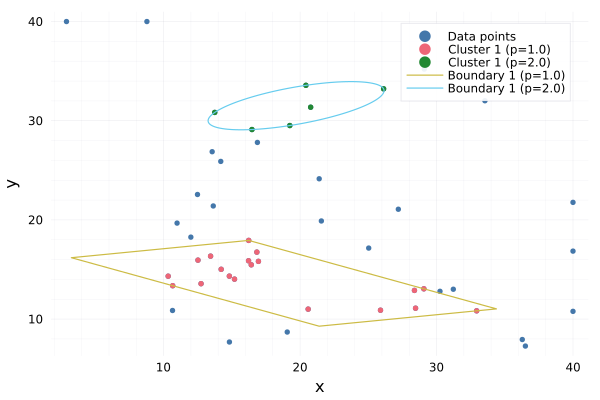 40
Data points
Cluster 1 (p=1.0)
Cluster 1 (p=2.0)
Boundary 1 (p=1.0)
Boundary 1 (p=2.0)
30
y
20
10
10 20 30 40
x